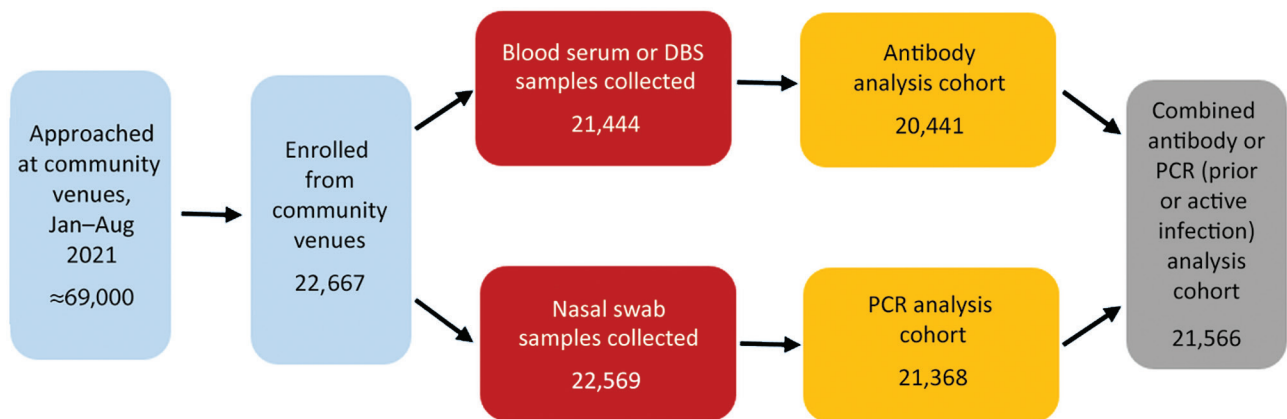 Approached
at community
venues,
Jan–Aug
2021
≈69,000
Enrolled
from
community
venues
22,667
Blood serum or DBS
samples collected
21,444
Antibody
analysis cohort
20,441
Nasal swab
samples collected
22,569
PCR analysis
cohort
21,368
Combined
antibody or
PCR (prior
or active
infection)
analysis
cohort
21,566